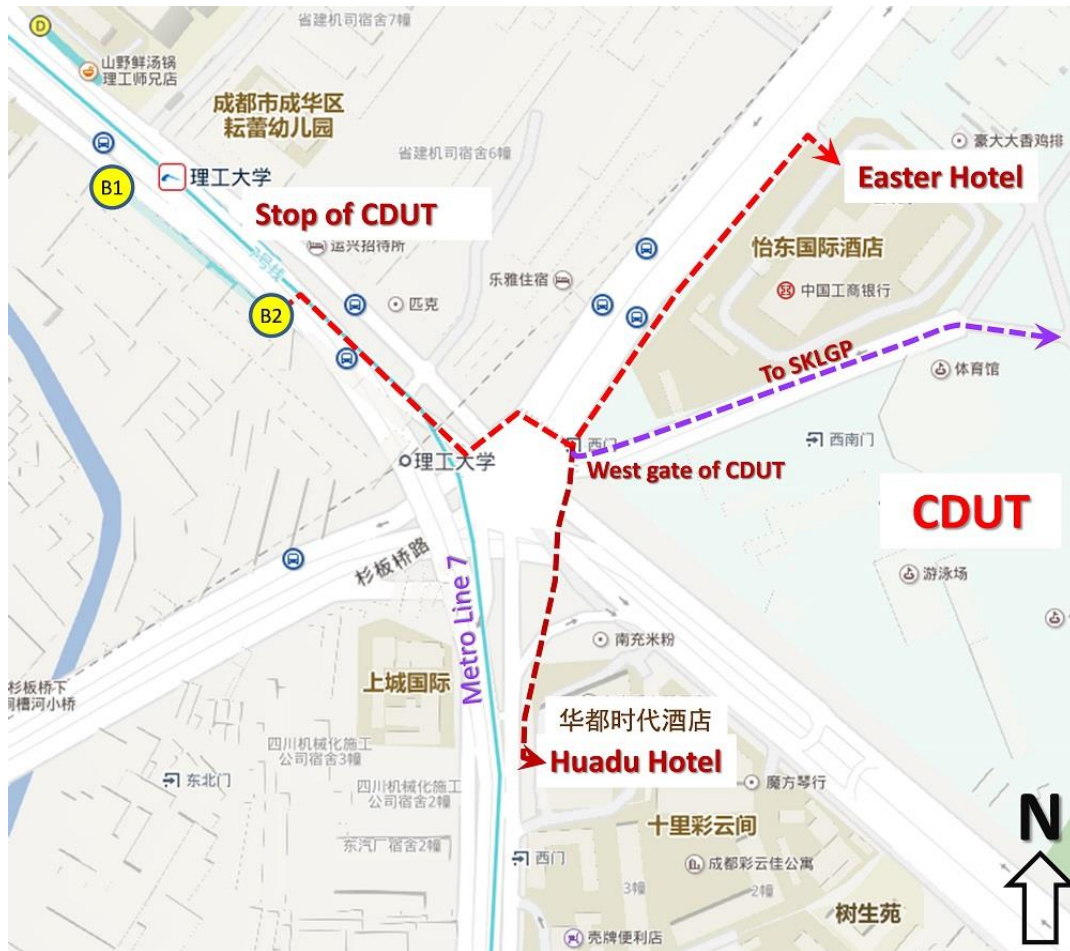 省建机司宿舍7幢
D
山野鲜汤锅
理工师兄店
成都市成华区
耘蕾幼儿园
省建机司宿舍6幢
豪大大香鸡排
理工大学
B1
Easter Hotel
Stop of CDUT
运兴招待所
7号线
怡东国际酒店
乐雅住宿
中国工商银行
匹克
B2
To SKLGP
体育馆
西门
西南门
理工大学
West gate of CDUT
CDUT
杉板桥路
游泳场
Metro Line 7
南充米粉
上城国际
杉板桥下
华都时代酒店
Huadu Hotel
四川机械化施工
公司宿舍3幢
东北门
四川机械化施工
公司宿舍2幢
魔方琴行
N
十里彩云间
东汽厂宿舍2幢
西门
成都彩云佳公寓
3幢
2幢
树生苑
壳牌便利店